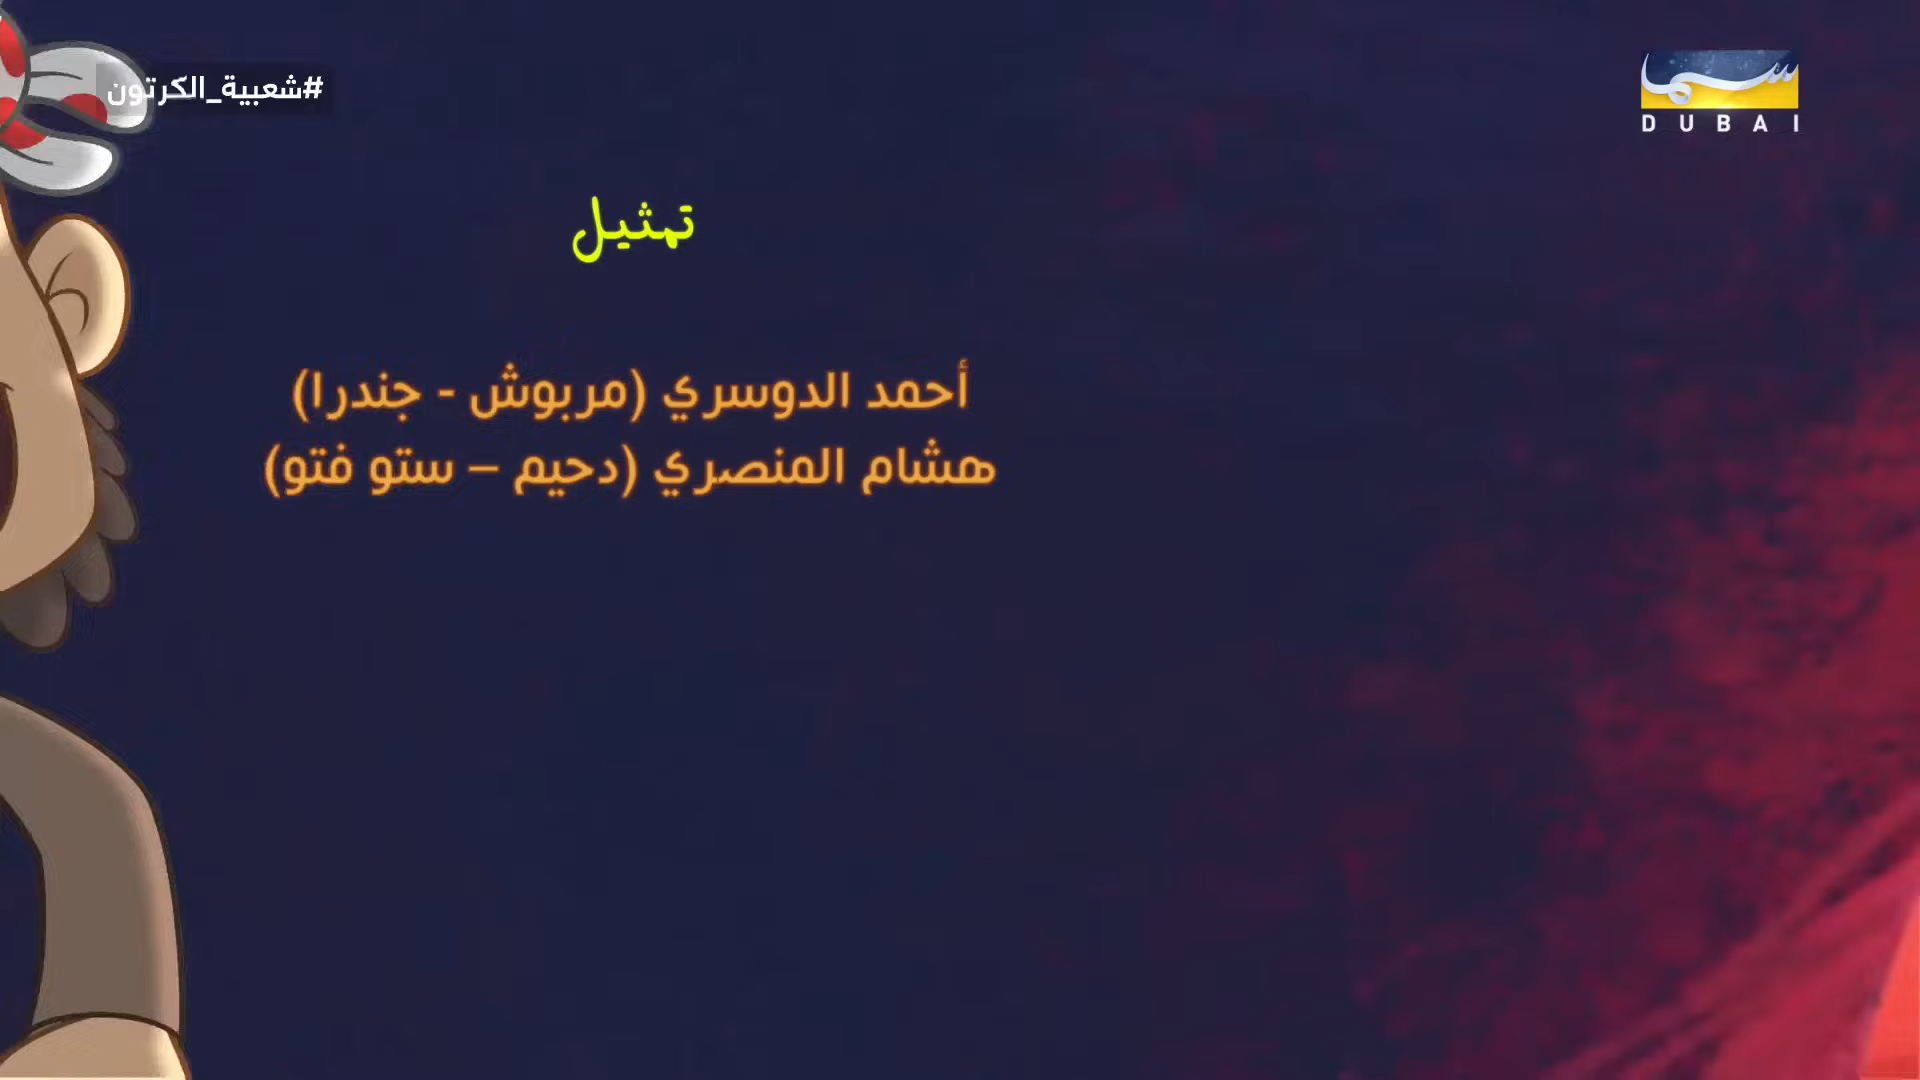 #شعبية_الكرتون
سما
DUBAI
تمثيل
أحمد الدوسري (مربوش - جندرا)
هشام المنصري (دحيم – ستو فتو)